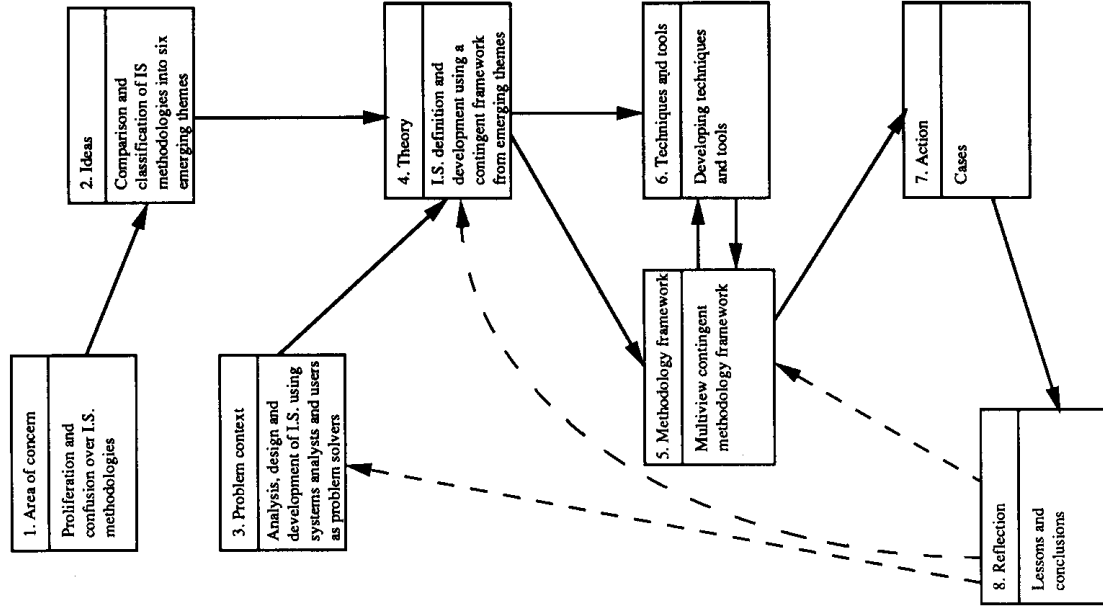 1. Area of concern
Proliferation and
confusion over I.S.
methodologies
2. Ideas
Comparison and
classification of IS
methodologies into six
emerging themes
3. Problem context
Analysis, design and
development of I.S. using
systems analysts and users
as problem solvers
4. Theory
I.S. definition and
development using a
contingent framework
from emerging themes
5. Methodology framework
Multiview contingent
methodology framework
6. Techniques and tools
Developing techniques
and tools
7. Action
Cases
8. Reflection
Lessons and
conclusions